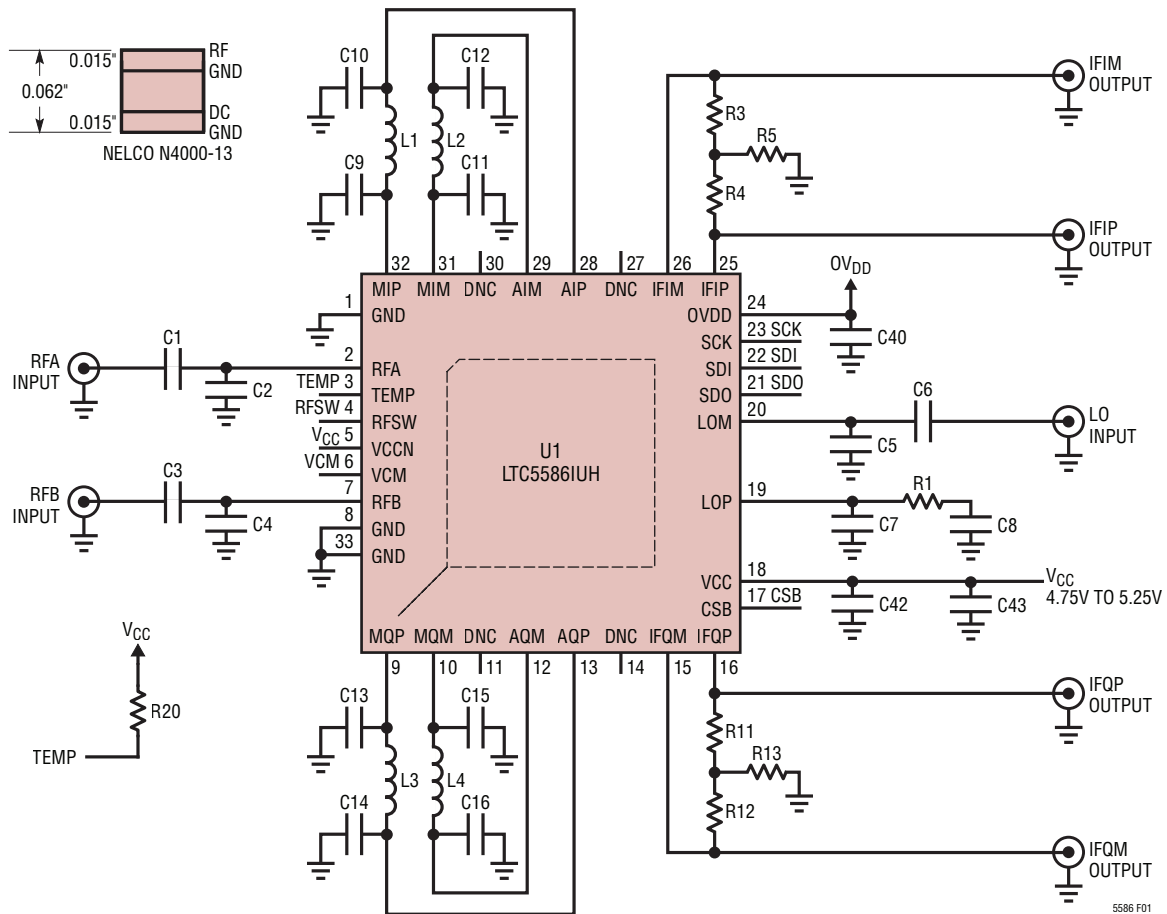 RF
0.015"
GND
0.062"
DC
0.015"
GND
NELCO N4000-13
C10
C12
L1
L2
C9
C11
R3
R5
R4
IFIM
OUTPUT
IFIP
OUTPUT
32
31
30
29
28
27
26
25
MIP
MIM
DNC
AIM
AIP
DNC
IFIM
IFIP
1
GND
RFA
INPUT
C1
C2
2
RFA
TEMP 3
TEMP
RFSW 4
RFSW
VCC 5
VCCN
VCM 6
VCM
RFB
INPUT
C3
C4
7
RFB
8
GND
33
GND
U1
LTC5586IUH
OVDD
24
OVDD
C40
23 SCK
SCK
22 SDI
SDI
21 SDO
SDO
20
LOM
C6
C5
LO
INPUT
19
LOP
R1
C7
C8
18
VCC
VCC
4.75V TO 5.25V
17 CSB
CSB
C42
C43
MQP
MQM
DNC
AQM
AQP
DNC
IFQM
IFQP
9
10
11
12
13
14
15
16
VCC
R20
TEMP
C13
C15
L3
L4
C14
C16
R11
R13
R12
IFQP
OUTPUT
IFQM
OUTPUT
5586 F01